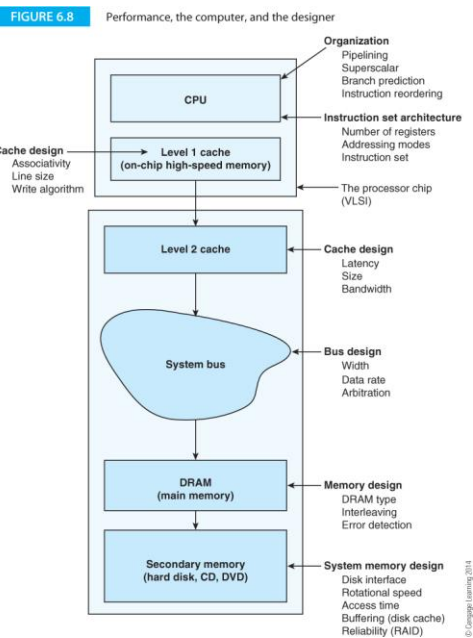 FIGURE 6.8 Performance, the computer, and the designer
Organization
Pipelining
Superscalar
Branch prediction
Instruction reordering
CPU
Instruction set architecture
Number of registers
Addressing modes
Instruction set
Cache design
Associativity
Line size
Write algorithm
Level 1 cache
(on-chip high-speed memory)
The processor chip
(VLSI)
Level 2 cache
Cache design
Latency
Size
Bandwidth
System bus
Bus design
Width
Data rate
Arbitration
DRAM
(main memory)
Memory design
DRAM type
Interleaving
Error detection
Secondary memory
(hard disk, CD, DVD)
System memory design
Disk interface
Rotational speed
Access time
Buffering (disk cache)
Reliability (RAID)
© Cengage Learning 2014